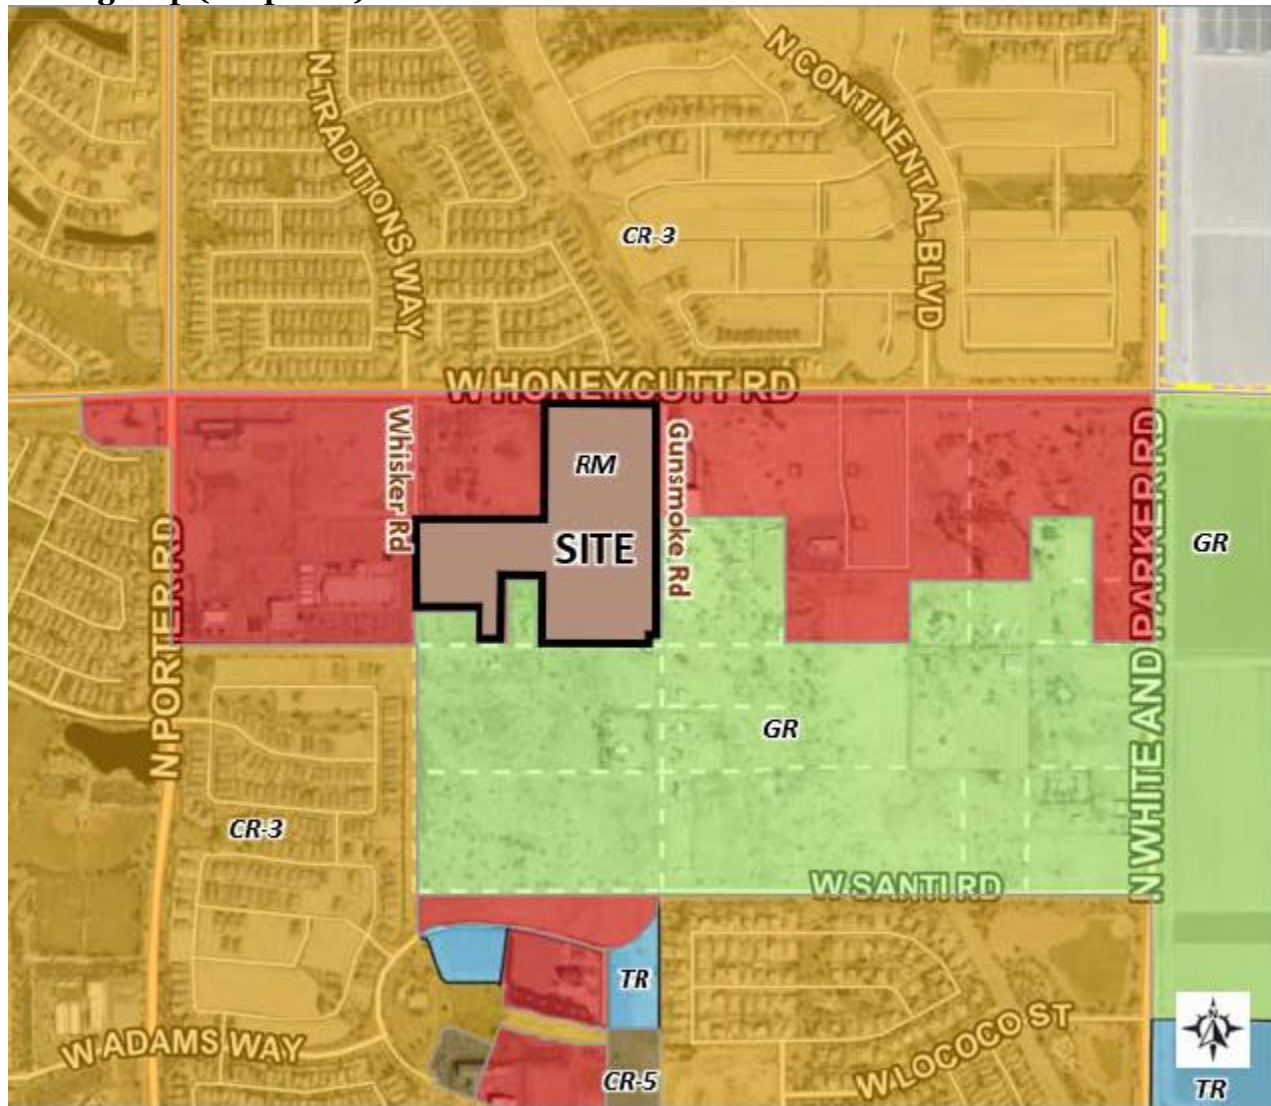 N TRADITIONS WAY
N CONTINENTAL BLVD
CR-3
W HONEYCUTT RD
Whisker Rd
RM
Gunsmoke Rd
SITE
GR
N PORTER RD
N WHITE AND PARKER RD
GR
CR-3
W SANTI RD
TR
W ADAMS WAY
W LOCOCO ST
CR-5
N
TR